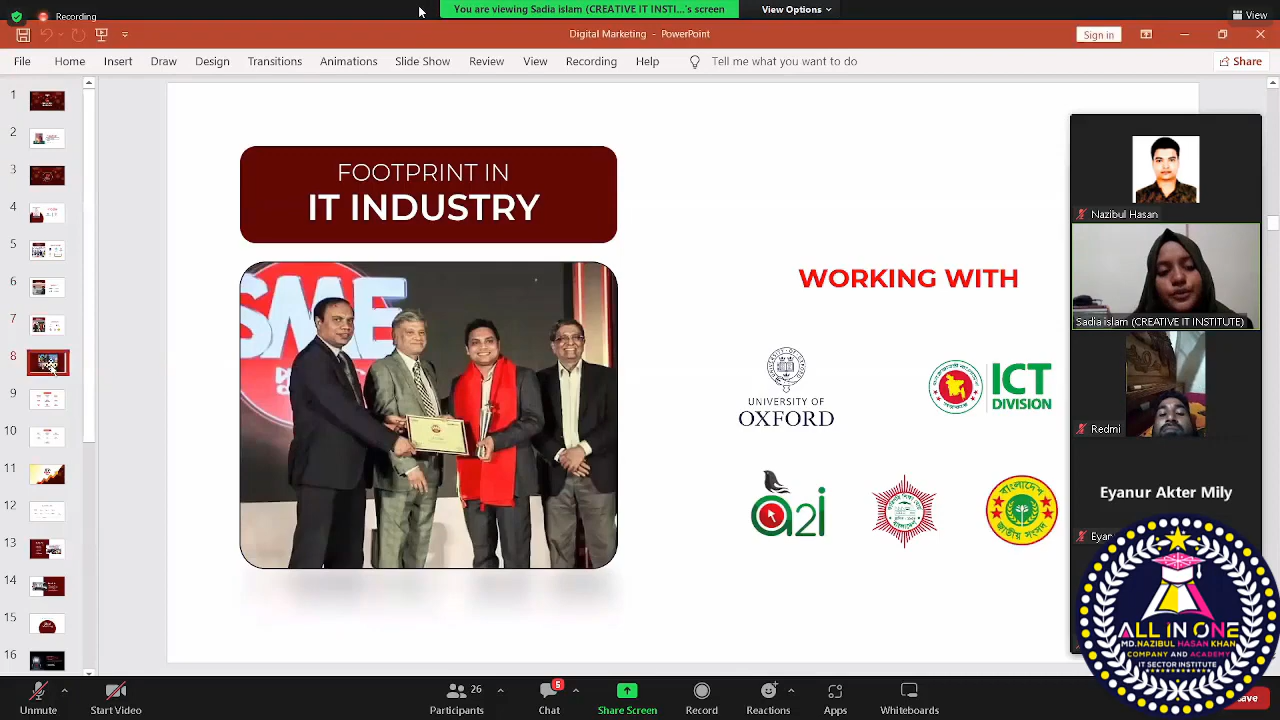 Recording
You are viewing Sadia islam (CREATIVE IT INSTI...'s screen
View Options
View
Digital Marketing - PowerPoint
Sign in
File
Home
Insert
Draw
Design
Transitions
Animations
Slide Show
Review
View
Recording
Help
Tell me what you want to do
Share
1
2
3
4
5
6
7
8
10
11
13
14
15
16
FOOTPRINT IN
IT INDUSTRY
SME
WORKING WITH
UNIVERSITY OF
OXFORD
ICT
DIVISION
a2i
বাংলাদেশ
জাতীয় সংসদ
Nazibul Hasan
Sadia islam (CREATIVE IT INSTITUTE)
Redmi
Eyanur Akter Mily
ALL IN ONE
MD.NAZIBUL HASAN KHAN
COMPANY AND ACADEMY
IT SECTOR INSTITUTE
Unmute
Start Video
26
Participants
6
Chat
Share Screen
Record
Reactions
Apps
Whiteboards